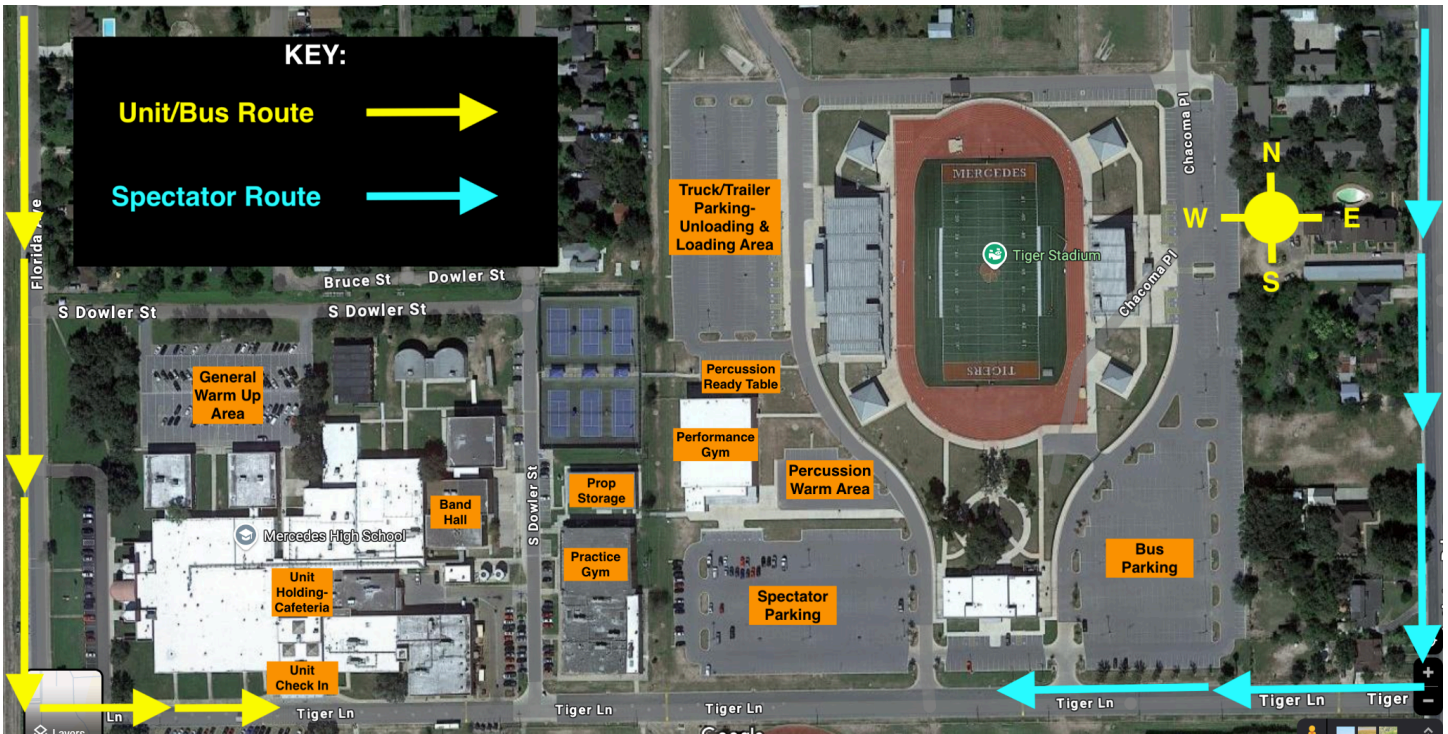 KEY:
Unit/Bus Route
Spectator Route
Florida Ave
Bruce St
Dowler St
S Dowler St
S Dowler St
General
Warm Up
Area
Truck/Trailer
Parking-
Unloading &
Loading Area
MERCEDES
Tiger Stadium
TIGERS
Chacoma Pl
Chacoma Pl
N
W
E
S
Percussion
Ready Table
Performance
Gym
Percussion
Warm Area
Prop
Storage
Band
Hall
S Dowler St
Mercedes High School
Practice
Gym
Unit
Holding-
Cafeteria
Spectator
Parking
Bus
Parking
Unit
Check In
Ln
Tiger Ln
Tiger Ln
Tiger Ln
Tiger Ln
Tiger Ln
Tiger
Layers
Google
+
−